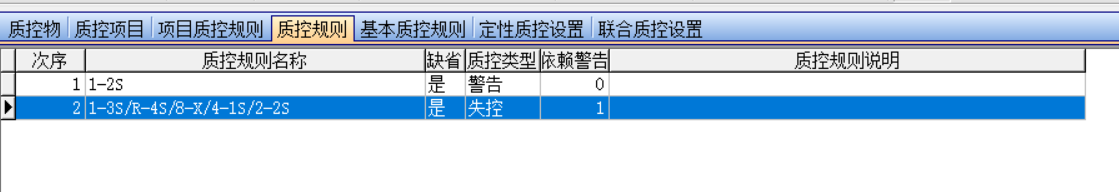 质控物 质控项目 项目质控规则 质控规则 基本质控规则 定性质控设置 联合质控设置
次序 质控规则名称 缺省 质控类型 依赖警告 质控规则说明
1 1-2S 是 警告 0
2 1-3S/R-4S/8-X/4-1S/2-2S 是 失控 1